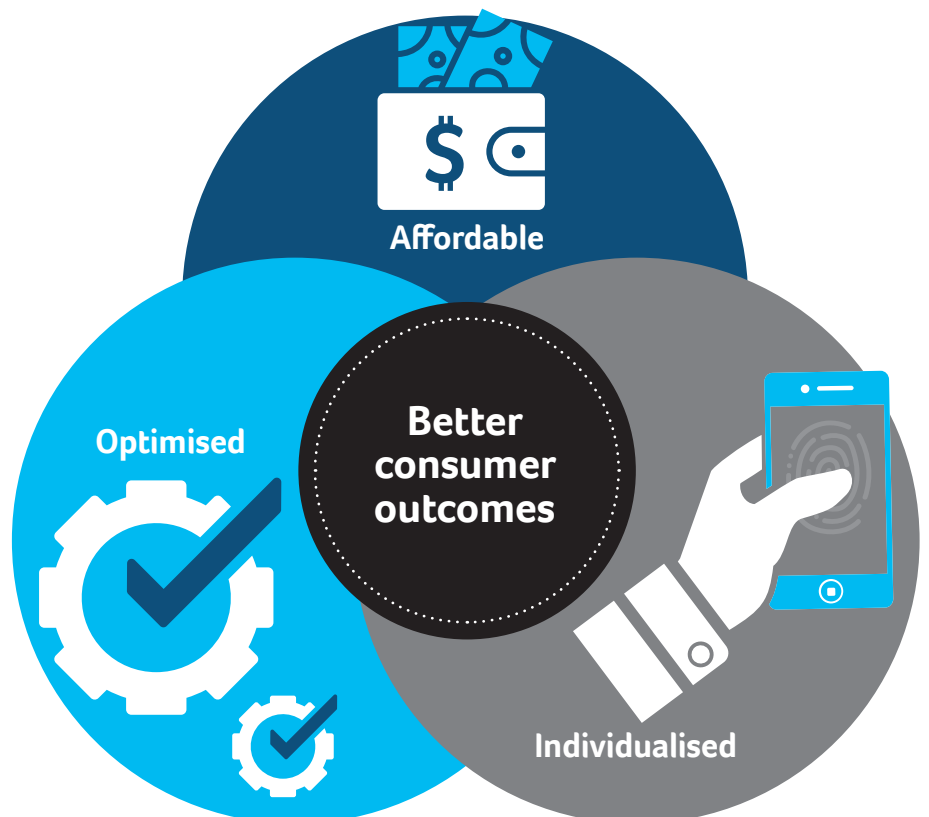 $
Affordable
Optimised
Better
consumer
outcomes
Individualised